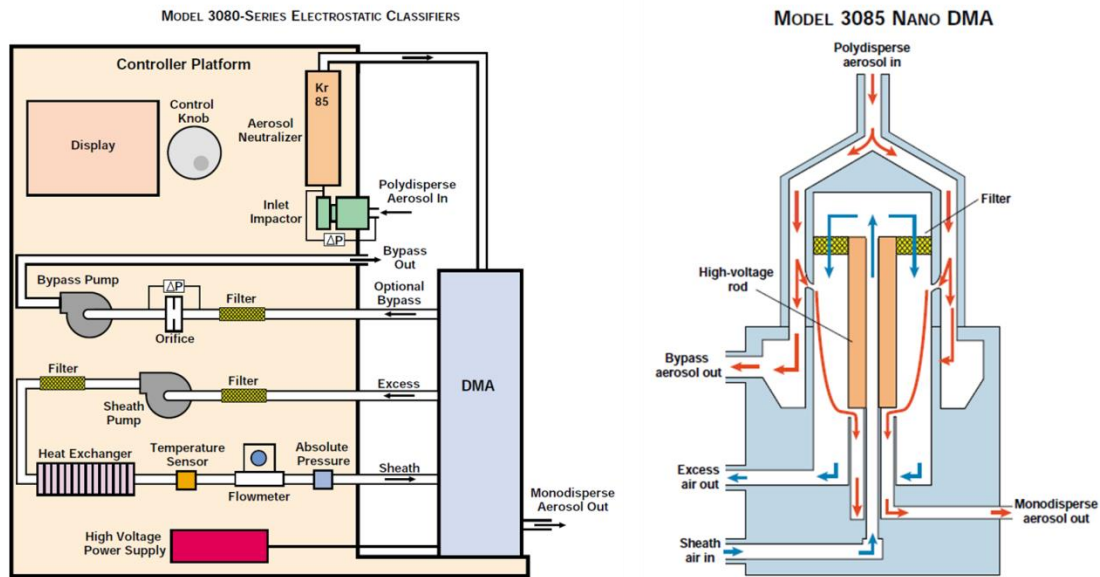 MODEL 3080-SERIES ELECTROSTATIC CLASSIFIERS
Controller Platform
Display
Control
Knob
Kr
85
Aerosol
Neutralizer
Polydisperse
Aerosol In
Inlet
Impactor
ΔP
Bypass
Out
Bypass Pump
ΔP
Filter
Optional
Bypass
Orifice
Filter
Filter
Excess
Sheath
Pump
DMA
Heat Exchanger
Temperature
Sensor
Flowmeter
Absolute
Pressure
Sheath
Monodisperse
Aerosol Out
High Voltage
Power Supply
MODEL 3085 NANO DMA
Polydisperse
aerosol in
Filter
High-voltage
rod
Bypass
aerosol out
Excess
air out
Monodisperse
aerosol out
Sheath
air in